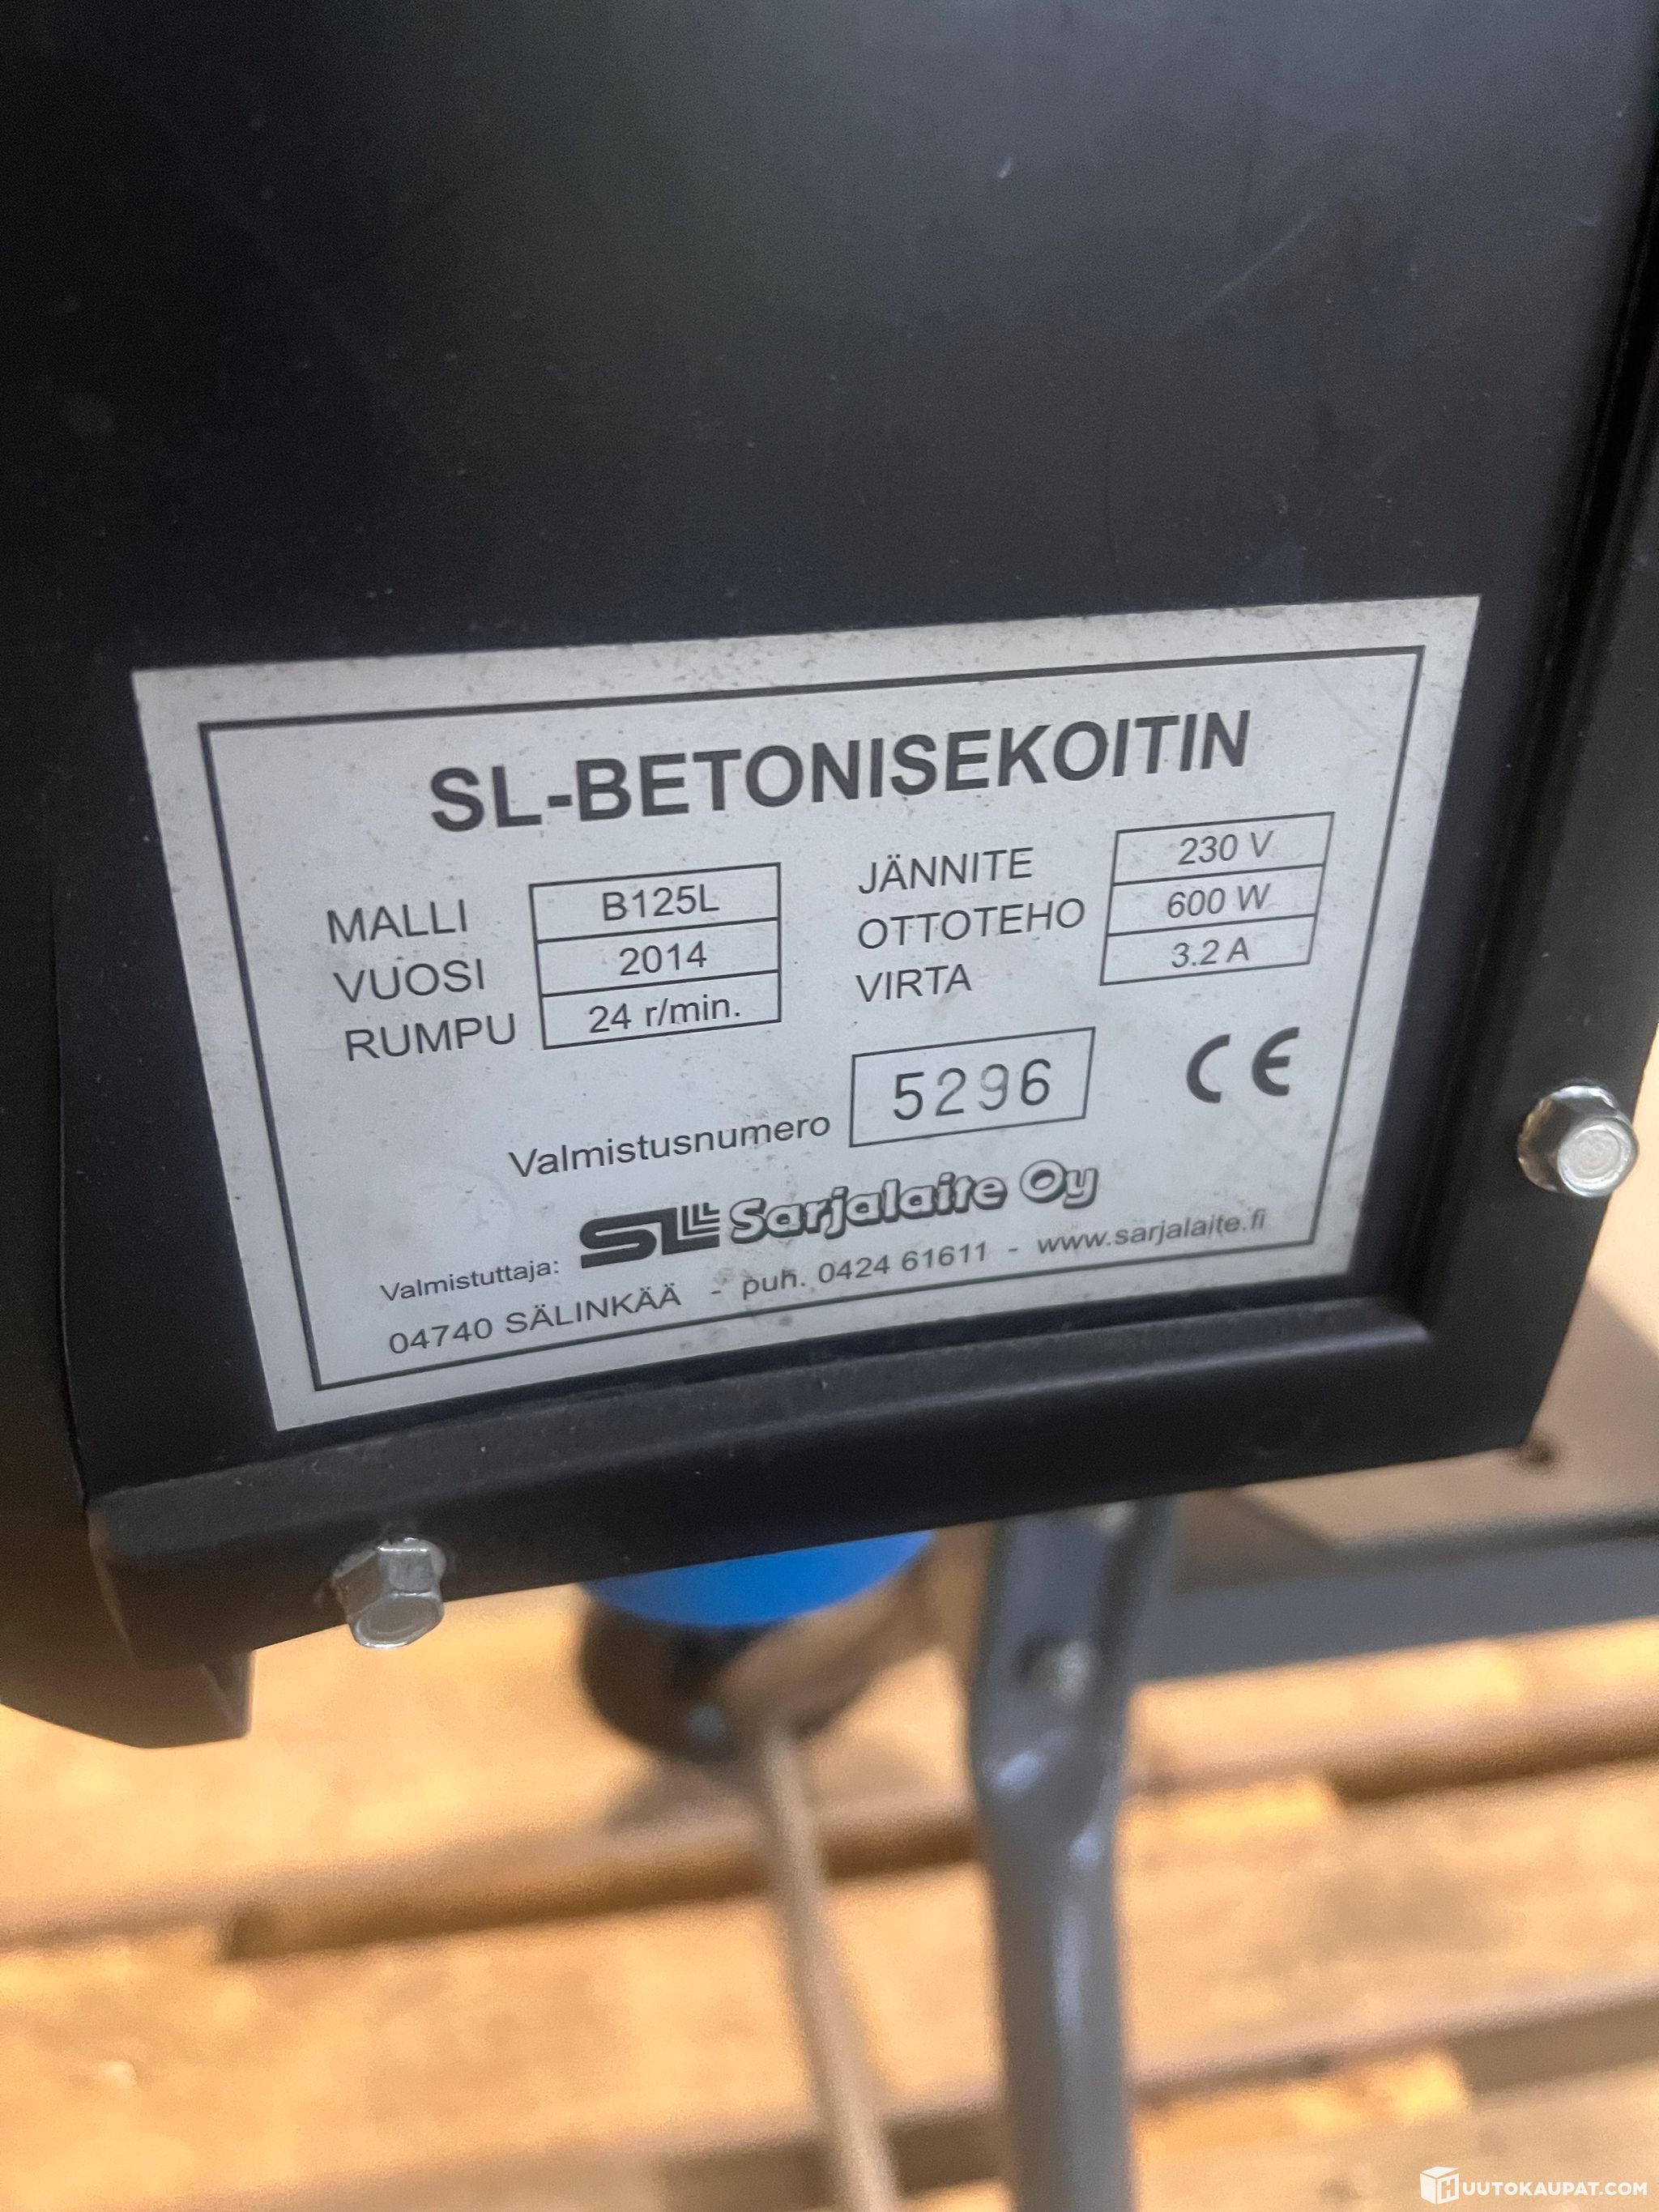 SL-BETONISEKOITIN
MALLI B125L
VUOSI 2014
RUMPU 24 r/min.
JÄNNITE 230 V
OTTOTEHO 600 W
VIRTA 3.2 A
Valmistusnumero 5296 CE
Valmistuttaja: SL Sarjalaite Oy
04740 SÄLINKÄÄ - puh. 0424 61611 - www.sarjalaite.fi
HUUTOKAUPAT.COM